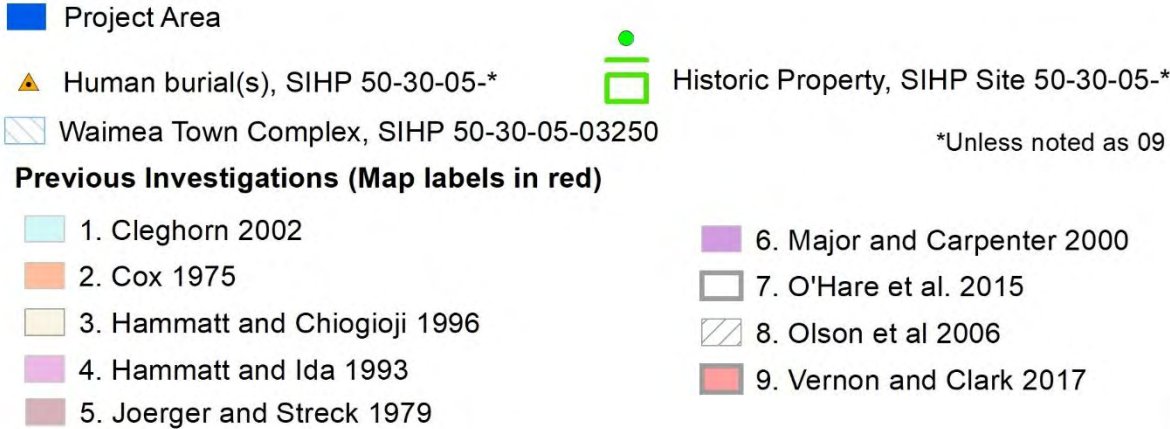 Project Area
Human burial(s), SIHP 50-30-05-*
Historic Property, SIHP Site 50-30-05-*
Waimea Town Complex, SIHP 50-30-05-03250
*Unless noted as 09
Previous Investigations (Map labels in red)
1. Cleghorn 2002
2. Cox 1975
3. Hammatt and Chiogioji 1996
4. Hammatt and Ida 1993
5. Joerger and Streck 1979
6. Major and Carpenter 2000
7. O'Hare et al. 2015
8. Olson et al 2006
9. Vernon and Clark 2017